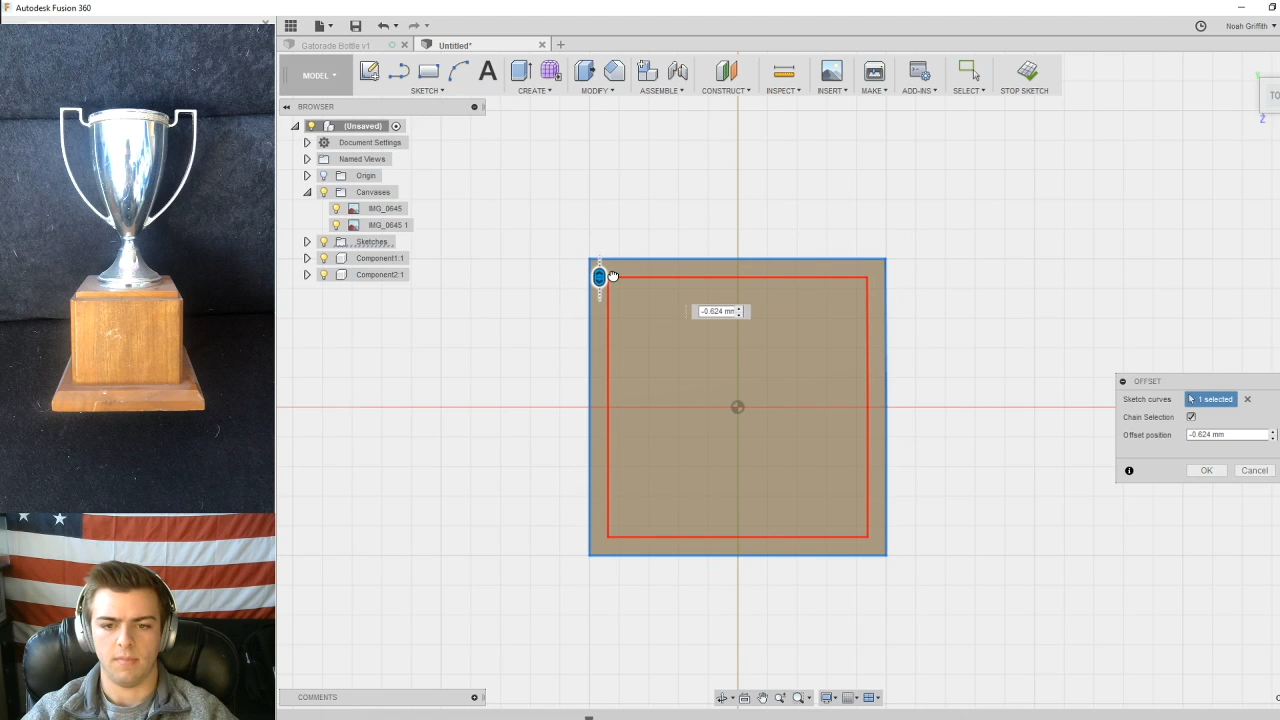 Autodesk Fusion 360
Noah Griffith
Gatorade Bottle v1
Untitled*
MODEL
SKETCH
CREATE
MODIFY
ASSEMBLE
CONSTRUCT
INSPECT
INSERT
MAKE
ADD-INS
SELECT
STOP SKETCH
BROWSER
(Unsaved)
Document Settings
Named Views
Origin
Canvases
IMG_0645
IMG_0645 1
Sketches
Component1:1
Component2:1
Y
TO
Z
-0.624 mm
OFFSET
Sketch curves 1 selected
Chain Selection
Offset position -0.624 mm
OK Cancel
COMMENTS